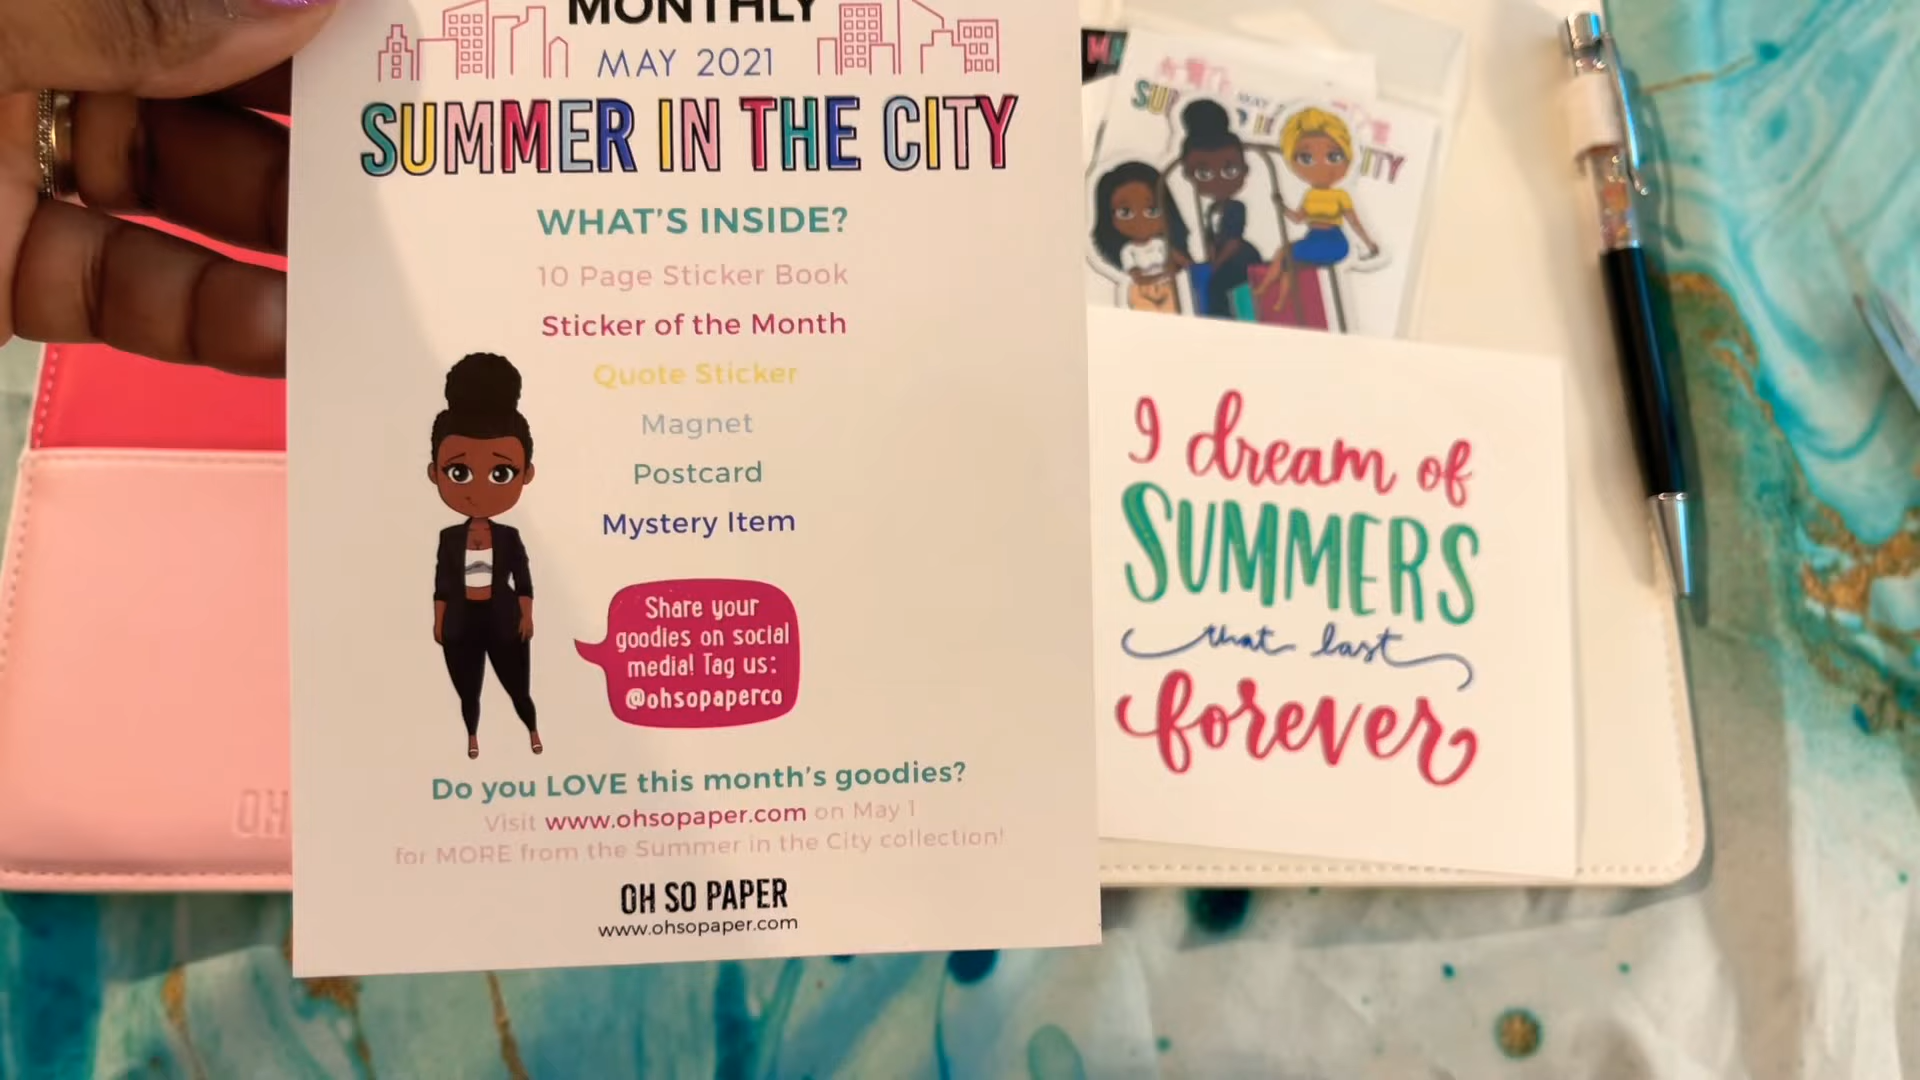 MONTHLY
MAY 2021
SUMMER IN THE CITY
WHAT'S INSIDE?
10 Page Sticker Book
Sticker of the Month
Quote Sticker
Magnet
Postcard
Mystery Item
Share your
goodies on social
media! Tag us:
@ohsopaperco
Do you LOVE this month's goodies?
Visit www.ohsopaper.com on May 1
for MORE from the Summer in the City collection!
OH SO PAPER
www.ohsopaper.com
I dream of
SUMMERS
that last
forever
OH